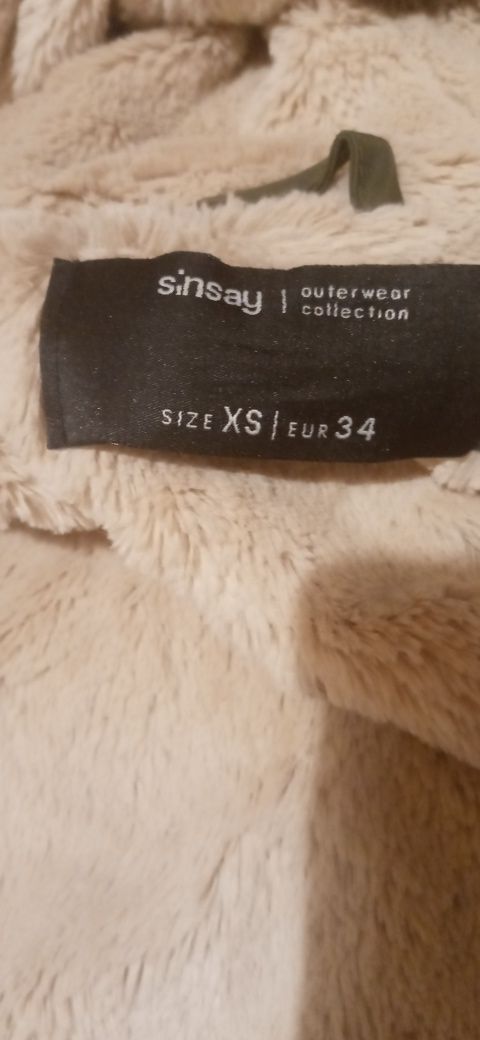 sinsay | outerwear
collection
SIZE XS | EUR 34